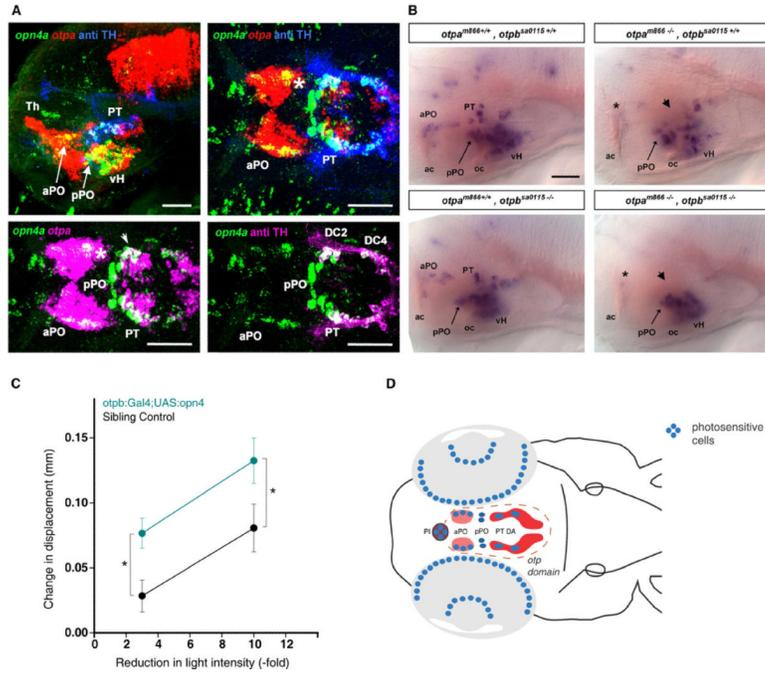 A
opn4a otpa anti TH
Th
PT
aPO
pPO
vH
opn4a otpa anti TH
*
aPO
PT
opn4a otpa
*
pPO
aPO
PT
opn4a anti TH
DC2
DC4
pPO
aPO
PT
B
otpa m866+/+ , otpb sa0115 +/+
aPO
PT
ac
pPO
oc
vH
otpa m866 -/- , otpb sa0115 +/+
*
ac
pPO
oc
vH
otpa m866+/+ , otpb sa0115 -/-
aPO
PT
ac
pPO
oc
vH
otpa m866 -/- , otpb sa0115 -/-
*
ac
pPO
oc
vH
C
otpb:Gal4;UAS:opn4
Sibling Control
Change in displacement (mm)
0.15
0.10
0.05
0.00
*
*
0 2 4 6 8 10 12
Reduction in light intensity (-fold)
D
photosensitive
cells
PI aPO pPO PT DA
otp
domain